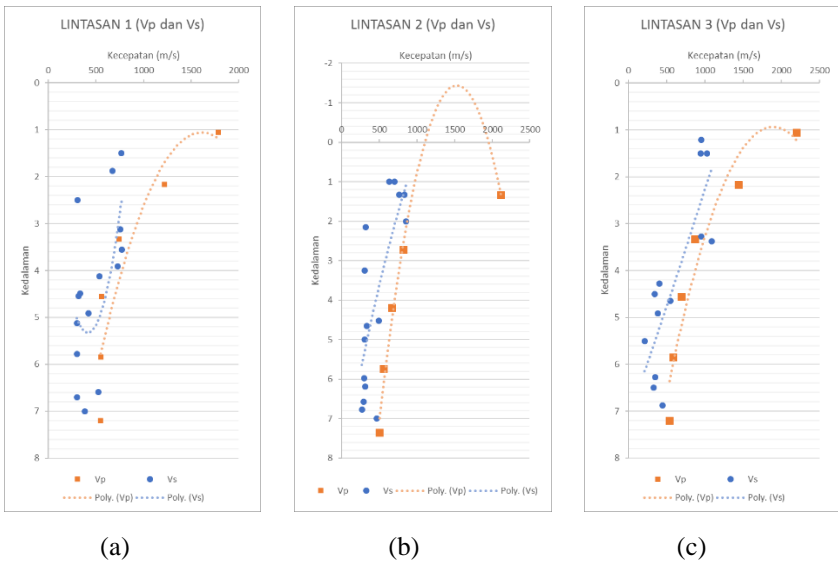 LINTASAN 1 (Vp dan Vs)
Kecepatan (m/s)
0 500 1000 1500 2000
0
1
2
3
4
5
6
7
8
Kedalaman
Vp Vs
Poly. (Vp) Poly. (Vs)
(a)
LINTASAN 2 (Vp dan Vs)
Kecepatan (m/s)
-2
-1
0 500 1000 1500 2000 2500
0
1
2
3
4
5
6
7
8
Kedalaman
Vp Vs Poly. (Vp)
Poly. (Vs)
(b)
LINTASAN 3 (Vp dan Vs)
Kecepatan (m/s)
0 500 1000 1500 2000 2500
0
1
2
3
4
5
6
7
8
Kedalaman
Vp Vs
Poly. (Vp) Poly. (Vs)
(c)